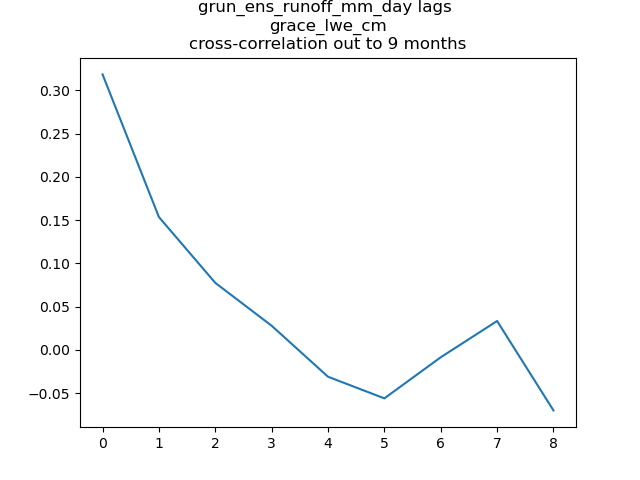 grun_ens_runoff_mm_day lags
grace_lwe_cm
cross-correlation out to 9 months
0.30
0.25
0.20
0.15
0.10
0.05
0.00
−0.05
0 1 2 3 4 5 6 7 8